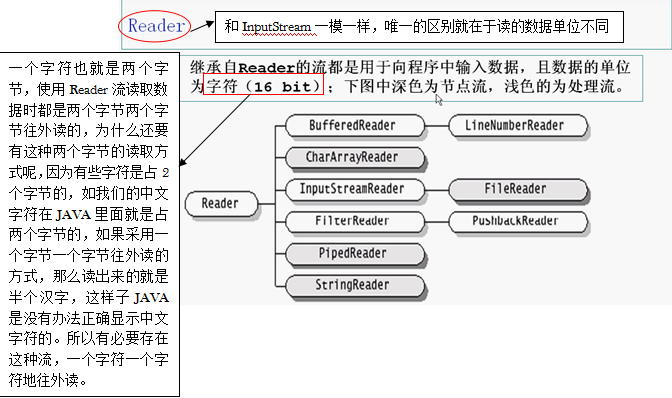 Reader
和 InputStream 一模一样，唯一的区别就在于读的数据单位不同
继承自Reader的流都是用于向程序中输入数据，且数据的单位
为字符（16 bit）；下图中深色为节点流，浅色的为处理流。
一个字符也就是两个字
节，使用 Reader 流读取数
据时都是两个字节两个字
节往外读的，为什么还要
有这种两个字节的读取方
式呢,因为有些字符是占 2
个字节的，如我们的中文
字符在 JAVA 里面就是占
两个字节的，如果采用一
个字节一个字节往外读的
方式，那么读出来的就是
半个汉字，这样子 JAVA
是没有办法正确显示中文
字符的。所以有必要存在
这种流，一个字符一个字
符地往外读。
Reader
BufferedReader
LineNumberReader
CharArrayReader
InputStreamReader
FileReader
FilterReader
PushbackReader
PipedReader
StringReader